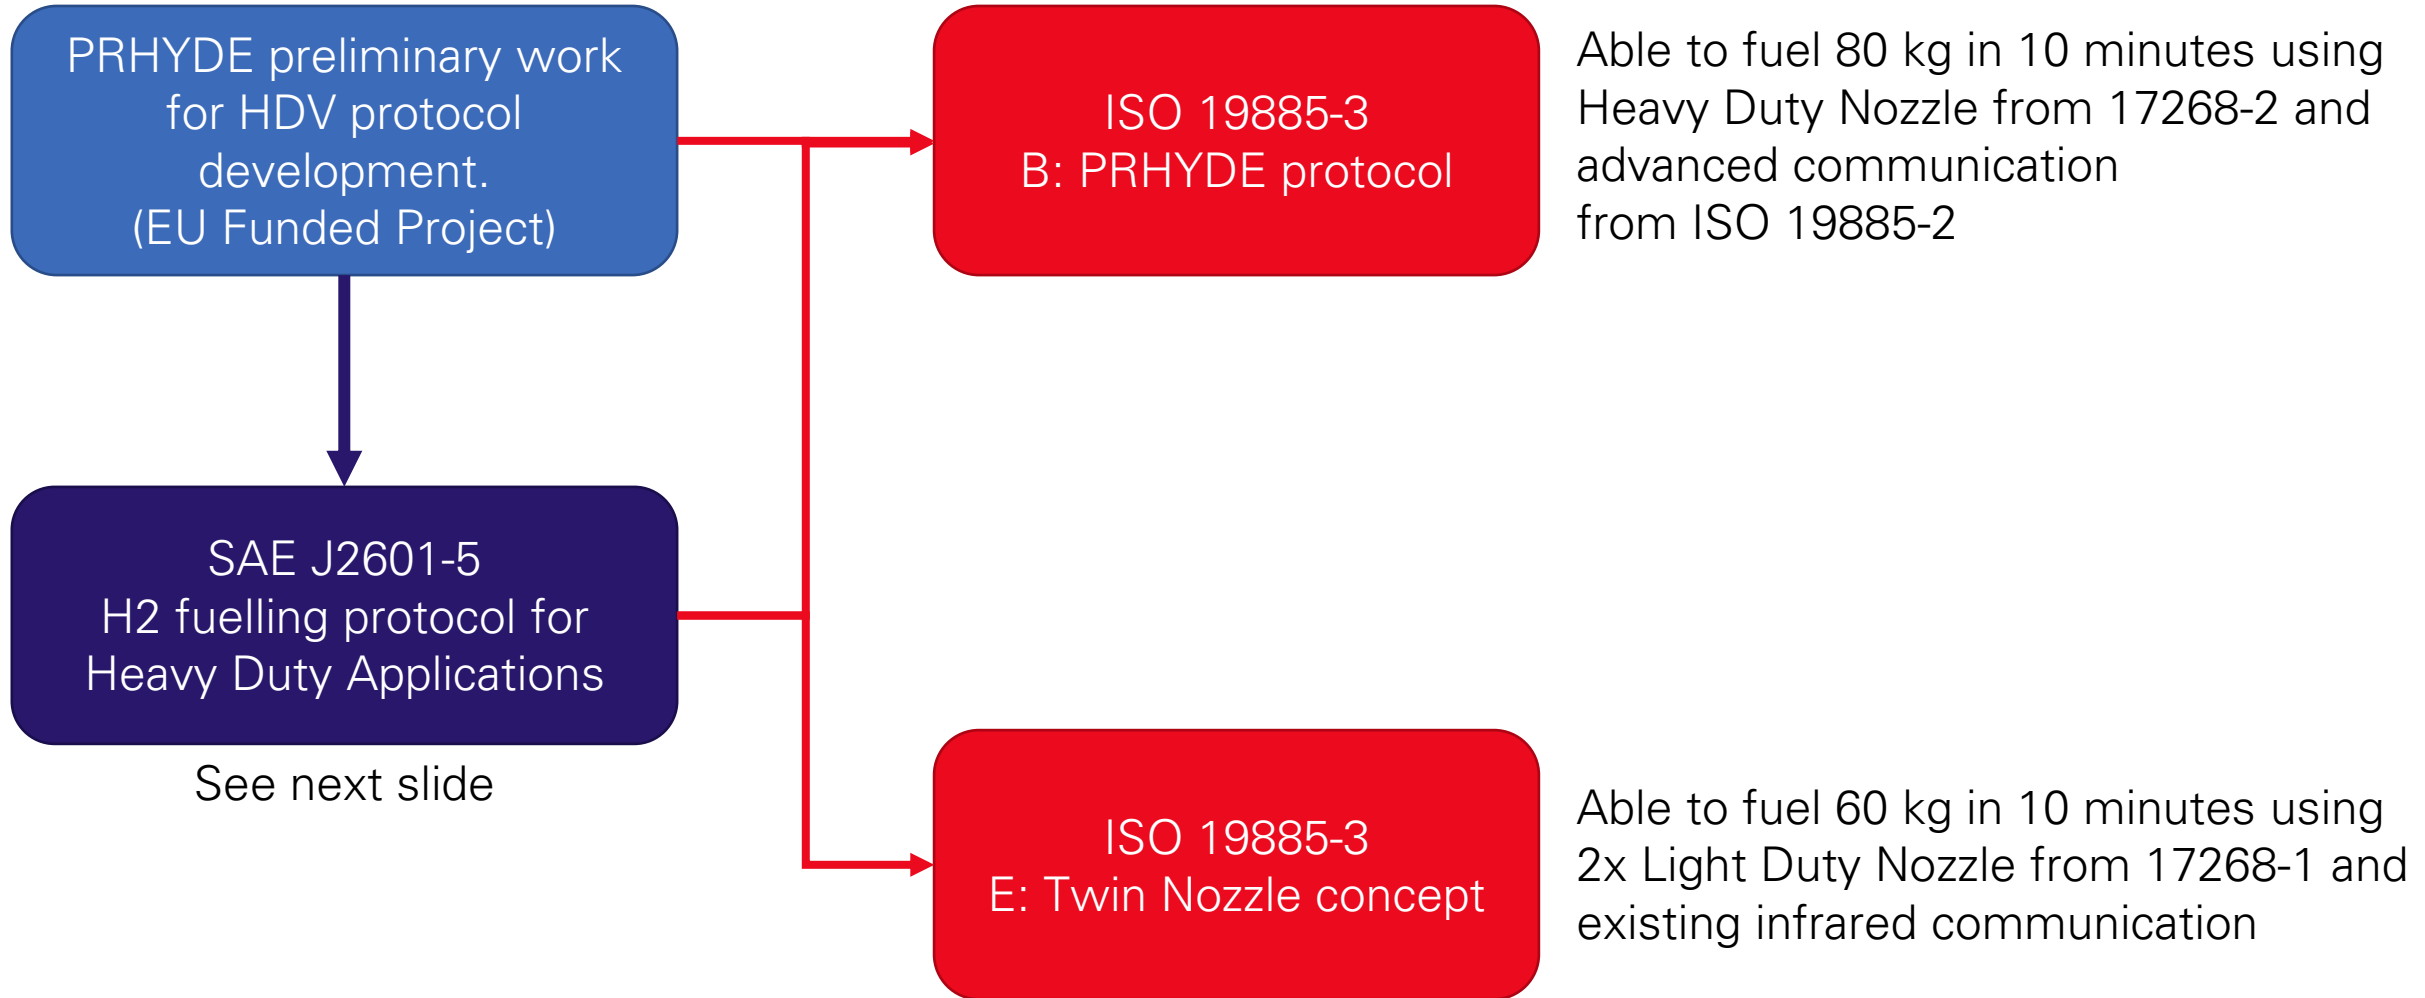 PRHYDE preliminary work
for HDV protocol
development.
(EU Funded Project)
ISO 19885-3
B: PRHYDE protocol
Able to fuel 80 kg in 10 minutes using
Heavy Duty Nozzle from 17268-2 and
advanced communication
from ISO 19885-2
SAE J2601-5
H2 fuelling protocol for
Heavy Duty Applications
See next slide
ISO 19885-3
E: Twin Nozzle concept
Able to fuel 60 kg in 10 minutes using
2x Light Duty Nozzle from 17268-1 and
existing infrared communication